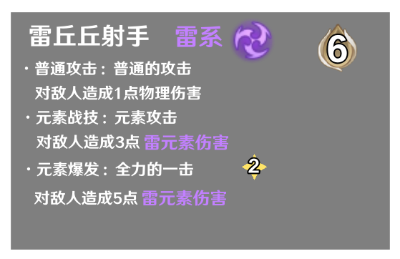 雷丘丘射手 雷系 6
·普通攻击：普通的攻击
对敌人造成1点物理伤害
·元素战技：元素攻击
对敌人造成3点 雷元素伤害
·元素爆发：全力的一击 2
对敌人造成5点 雷元素伤害